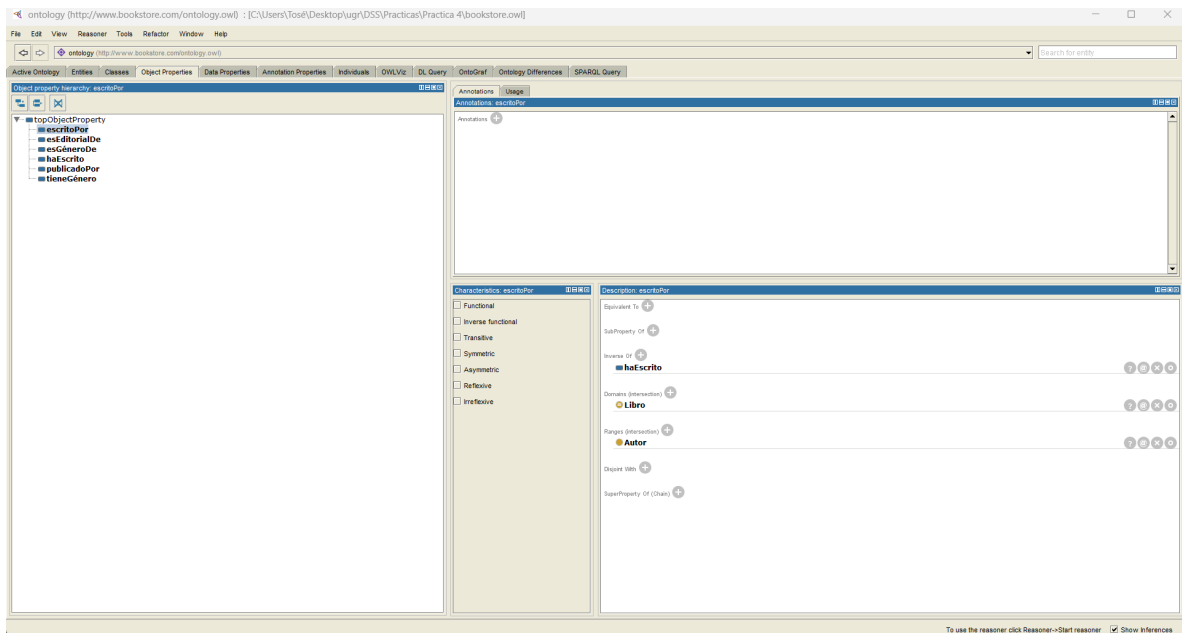 ontology (http://www.bookstore.com/ontology.owl) : [C:\Users\Tosé\Desktop\ugr\DSS\Practicas\Practica 4\bookstore.owl]
File Edit View Reasoner Tools Refactor Window Help
ontology (http://www.bookstore.com/ontology.owl)
Search for entity
Active Ontology Entities Classes Object Properties Data Properties Annotation Properties Individuals OWLViz DL Query OntoGraf Ontology Differences SPARQL Query
Object property hierarchy: escritoPor
topObjectProperty
escritoPor
esEditorialDe
esGéneroDe
haEscrito
publicadoPor
tieneGénero
Annotations Usage
Annotations: escritoPor
Annotations
Characteristics: escritoPor
Functional
Inverse functional
Transitive
Symmetric
Asymmetric
Reflexive
Irreflexive
Description: escritoPor
Equivalent To
SubProperty Of
Inverse Of
haEscrito
Domains (intersection)
Libro
Ranges (intersection)
Autor
Disjoint With
SuperProperty Of (Chain)
To use the reasoner click Reasoner->Start reasoner Show Inferences